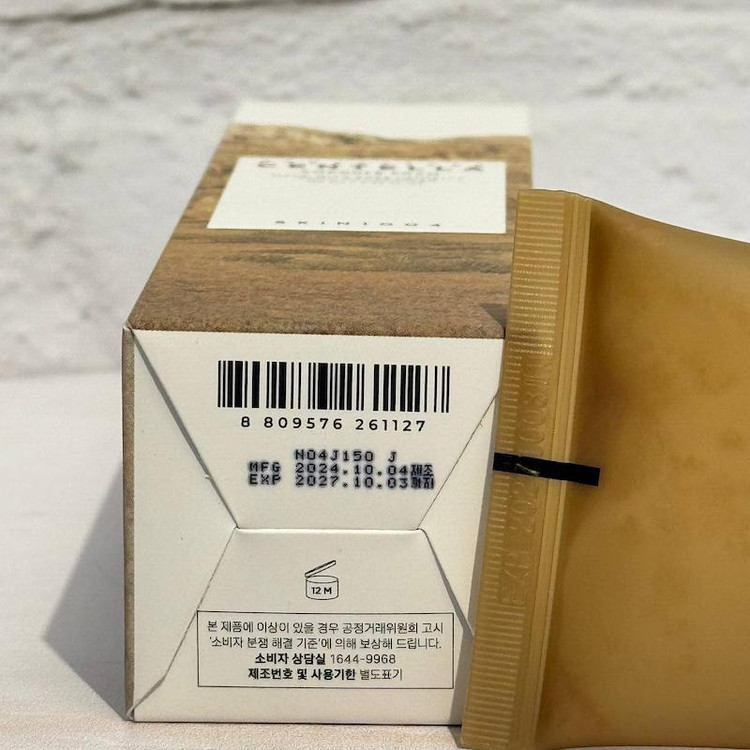 CENTELLA
SKIN1004
8 809576 261127
N04J150 J
MFG 2024.10.04제조
EXP 2027.10.03까지
12 M
본 제품에 이상이 있을 경우 공정거래위원회 고시
'소비자 분쟁 해결 기준'에 의해 보상해 드립니다.
소비자 상담실 1644-9968
제조번호 및 사용기한 별도표기
EXP 20271003